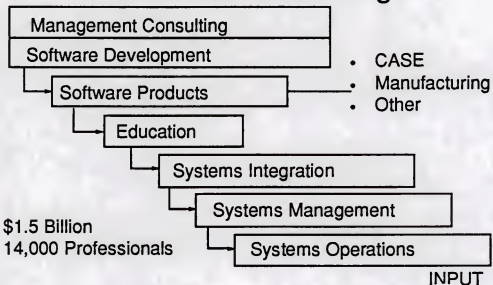 Management Consulting
Software Development
• CASE
Software Products
• Manufacturing
• Other
Education
Systems Integration
Systems Management
$1.5 Billion
14,000 Professionals
Systems Operations
INPUT